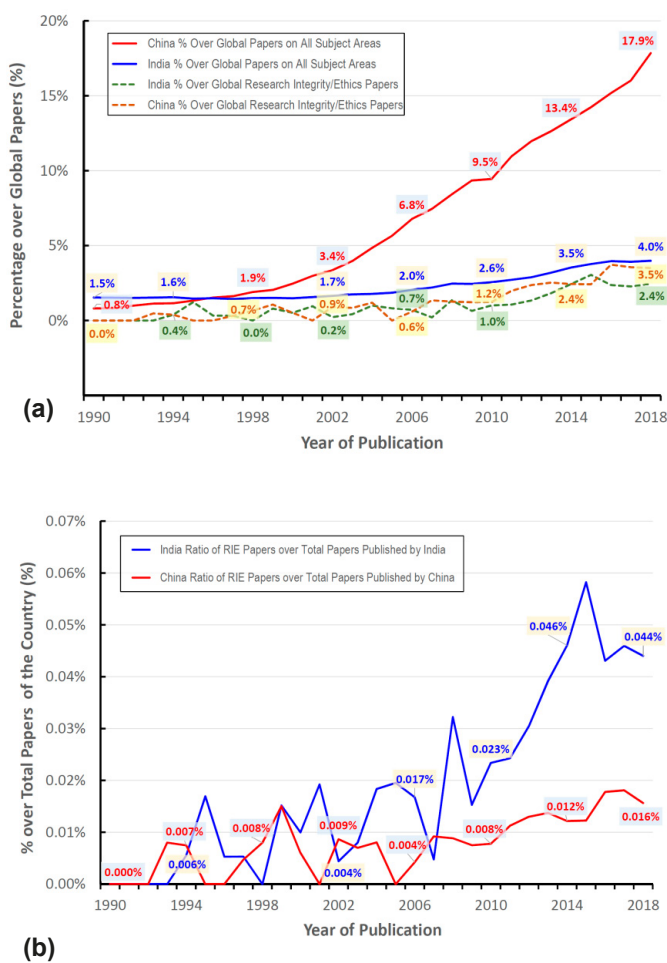 20%
15%
10%
5%
0%
Percentage over Global Papers (%)
China % Over Global Papers on All Subject Areas
India % Over Global Papers on All Subject Areas
India % Over Global Research Integrity/Ethics Papers
China % Over Global Research Integrity/Ethics Papers
17.9%
13.4%
9.5%
6.8%
3.4%
1.9%
0.8%
1.5% 1.6% 1.7% 2.0% 2.6% 3.5% 4.0%
0.0% 0.7% 0.9% 0.6% 1.2% 2.4% 3.5%
0.4% 0.0% 0.2% 0.7% 1.0% 2.4%
1990 1994 1998 2002 2006 2010 2014 2018
Year of Publication
(a)
0.07%
0.06%
0.05%
0.04%
0.03%
0.02%
0.01%
0.00%
% over Total Papers of the Country (%)
India Ratio of RIE Papers over Total Papers Published by India
China Ratio of RIE Papers over Total Papers Published by China
0.006% 0.004% 0.017% 0.023% 0.046% 0.044%
0.000% 0.007% 0.008% 0.009% 0.004% 0.008% 0.012% 0.016%
1990 1994 1998 2002 2006 2010 2014 2018
Year of Publication
(b)